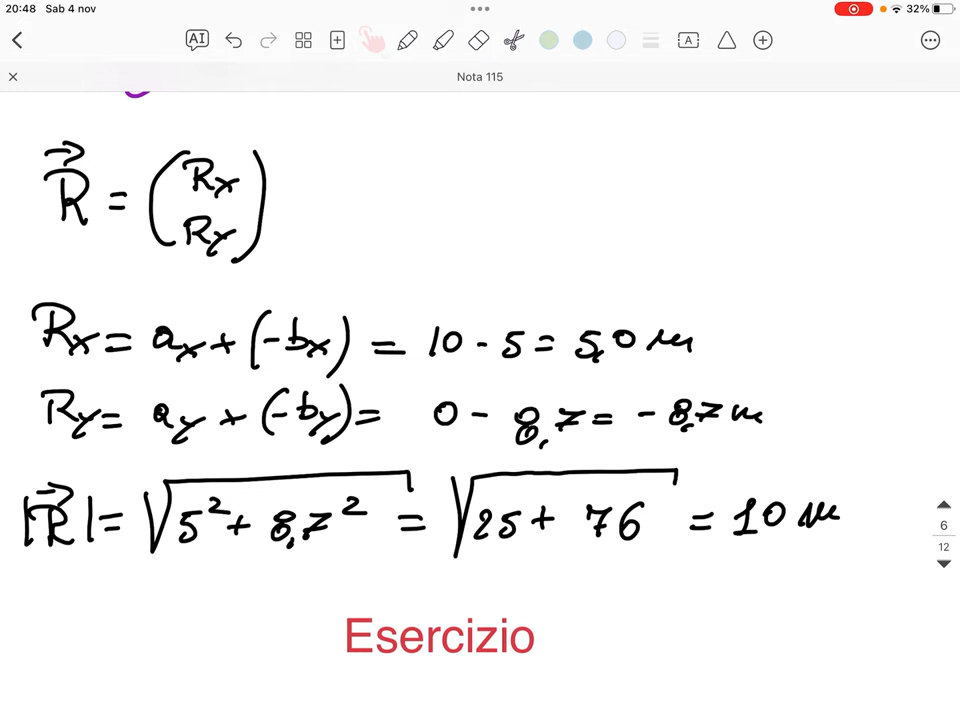 20:48 Sab 4 nov
32%
AI
A
Nota 115
R⃗ = (Rx
Ry)
Rx = ax + (-bx) = 10 - 5 = 5,0 m
Ry = ay + (-by) = 0 - 8,7 = - 8,7 m
|R⃗| = √5² + 8,7² = √25 + 76 = 10 m
6
12
Esercizio